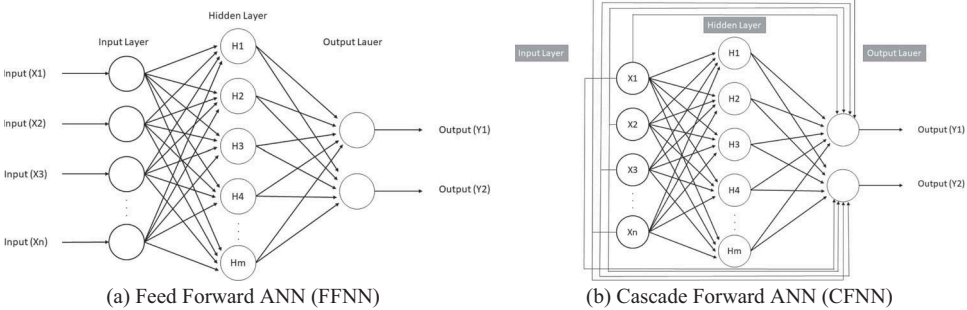 Hidden Layer
Input Layer
Output Lauer
H1
Input (X1)
H2
Input (X2)
Output (Y1)
H3
Input (X3)
H4
Output (Y2)
Input (Xn)
Hm
(a) Feed Forward ANN (FFNN)
Hidden Layer
Input Layer
Output Lauer
H1
X1
H2
X2
Output (Y1)
H3
X3
H4
Output (Y2)
Xn
Hm
(b) Cascade Forward ANN (CFNN)